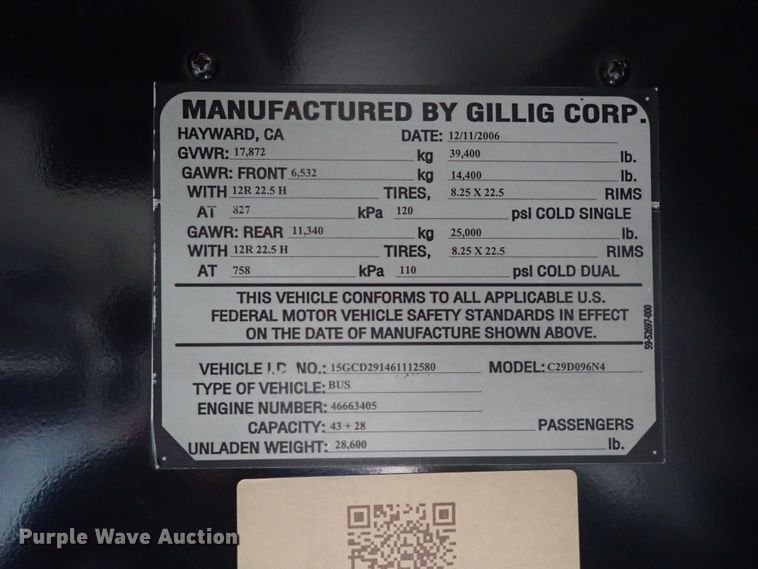 MANUFACTURED BY GILLIG CORP.
HAYWARD, CA DATE: 12/11/2006
GVWR: 17,872 kg 39,400 lb.
GAWR: FRONT 6,532 kg 14,400 lb.
WITH 12R 22.5 H TIRES, 8.25 X 22.5 RIMS
AT 827 kPa 120 psi COLD SINGLE
GAWR: REAR 11,340 kg 25,000 lb.
WITH 12R 22.5 H TIRES, 8.25 X 22.5 RIMS
AT 758 kPa 110 psi COLD DUAL
THIS VEHICLE CONFORMS TO ALL APPLICABLE U.S.
FEDERAL MOTOR VEHICLE SAFETY STANDARDS IN EFFECT
ON THE DATE OF MANUFACTURE SHOWN ABOVE.
59-52697-000
VEHICLE I.D. NO.: 15GCD291461112580 MODEL: C29D096N4
TYPE OF VEHICLE: BUS
ENGINE NUMBER: 46663405
CAPACITY: 43 + 28 PASSENGERS
UNLADEN WEIGHT: 28,600 lb.
Purple Wave Auction